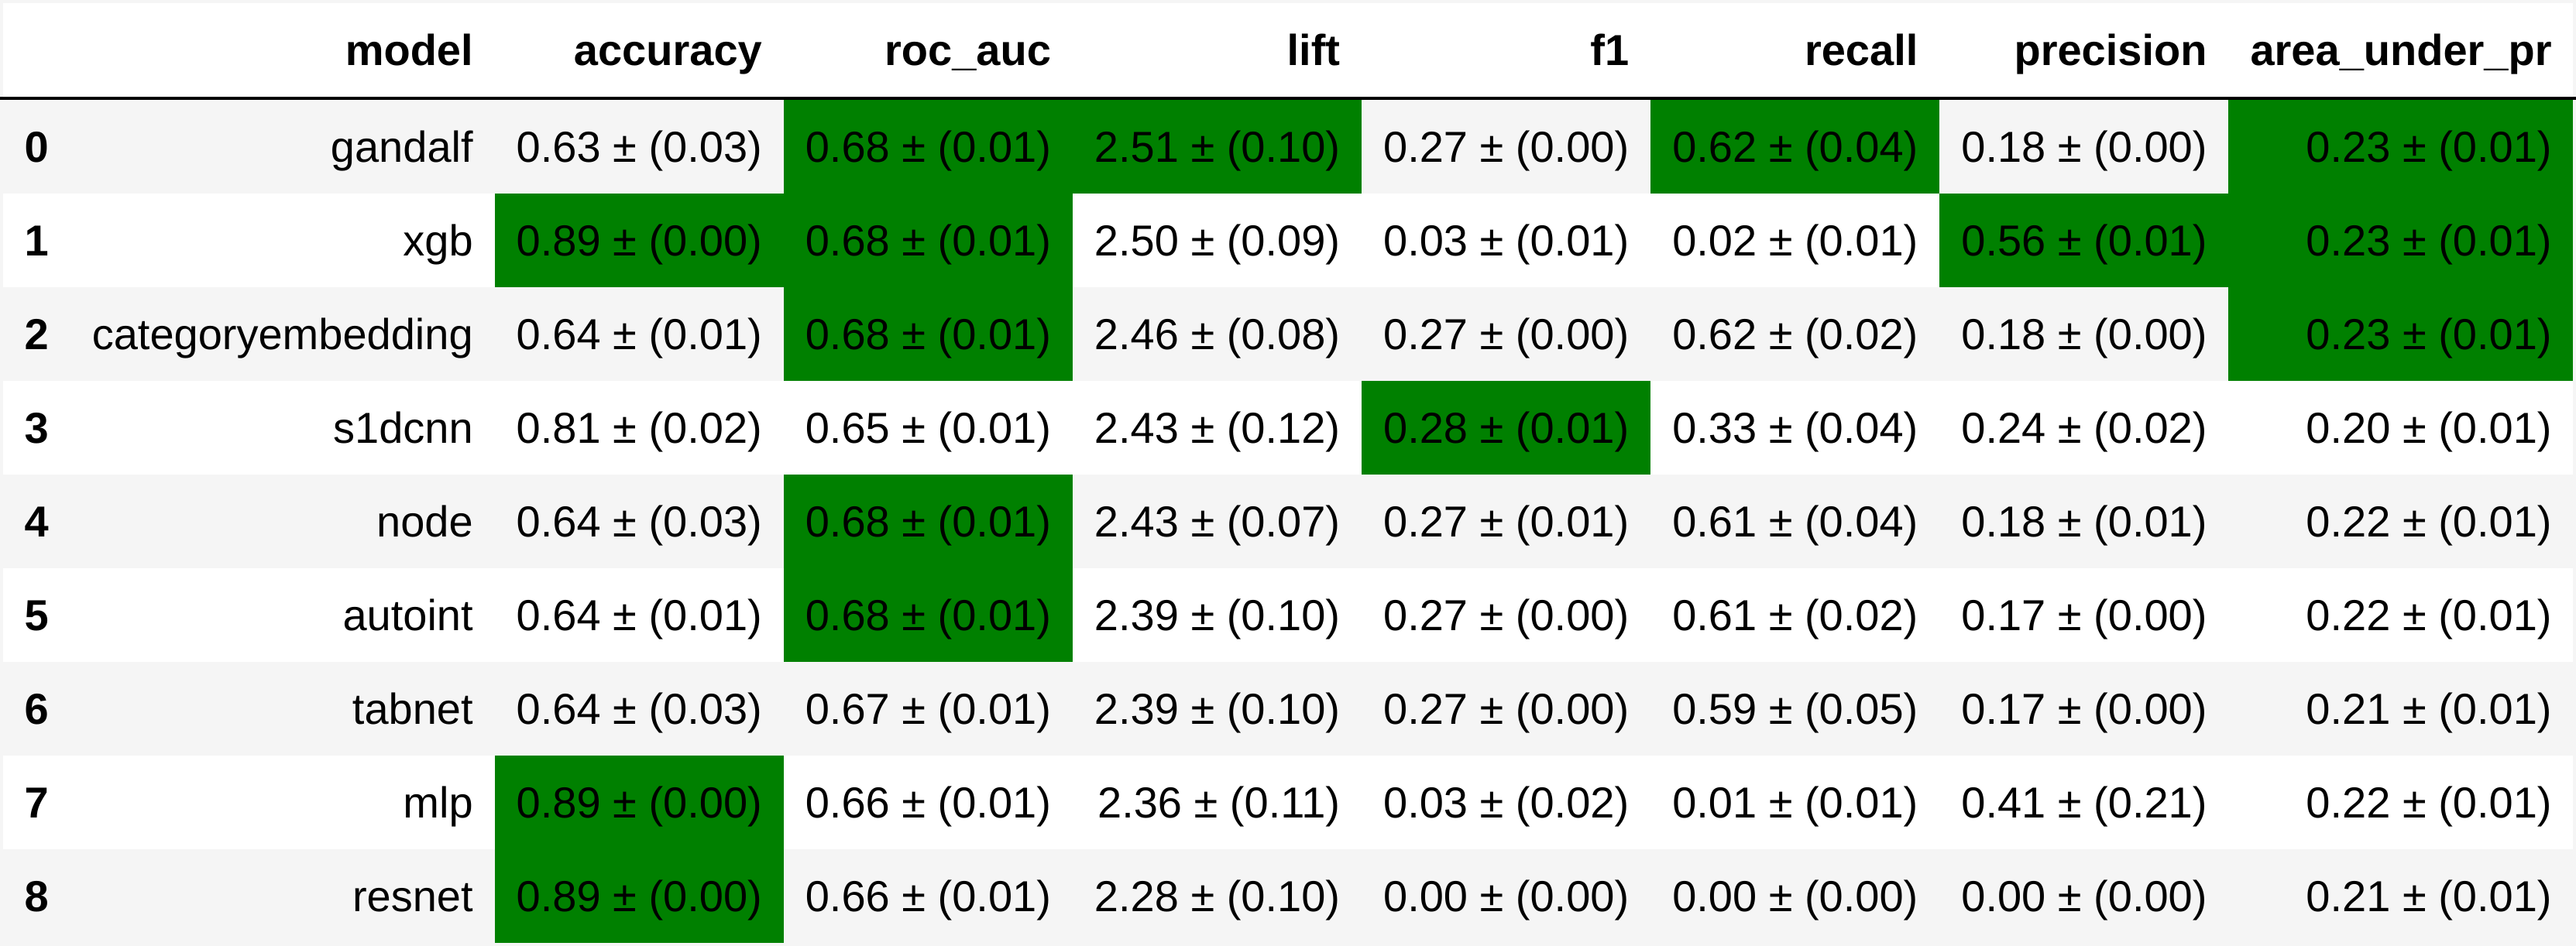 model accuracy roc_auc lift f1 recall precision area_under_pr
0 gandalf 0.63 ± (0.03) 0.68 ± (0.01) 2.51 ± (0.10) 0.27 ± (0.00) 0.62 ± (0.04) 0.18 ± (0.00) 0.23 ± (0.01)
1 xgb 0.89 ± (0.00) 0.68 ± (0.01) 2.50 ± (0.09) 0.03 ± (0.01) 0.02 ± (0.01) 0.56 ± (0.01) 0.23 ± (0.01)
2 categoryembedding 0.64 ± (0.01) 0.68 ± (0.01) 2.46 ± (0.08) 0.27 ± (0.00) 0.62 ± (0.02) 0.18 ± (0.00) 0.23 ± (0.01)
3 s1dcnn 0.81 ± (0.02) 0.65 ± (0.01) 2.43 ± (0.12) 0.28 ± (0.01) 0.33 ± (0.04) 0.24 ± (0.02) 0.20 ± (0.01)
4 node 0.64 ± (0.03) 0.68 ± (0.01) 2.43 ± (0.07) 0.27 ± (0.01) 0.61 ± (0.04) 0.18 ± (0.01) 0.22 ± (0.01)
5 autoint 0.64 ± (0.01) 0.68 ± (0.01) 2.39 ± (0.10) 0.27 ± (0.00) 0.61 ± (0.02) 0.17 ± (0.00) 0.22 ± (0.01)
6 tabnet 0.64 ± (0.03) 0.67 ± (0.01) 2.39 ± (0.10) 0.27 ± (0.00) 0.59 ± (0.05) 0.17 ± (0.00) 0.21 ± (0.01)
7 mlp 0.89 ± (0.00) 0.66 ± (0.01) 2.36 ± (0.11) 0.03 ± (0.02) 0.01 ± (0.01) 0.41 ± (0.21) 0.22 ± (0.01)
8 resnet 0.89 ± (0.00) 0.66 ± (0.01) 2.28 ± (0.10) 0.00 ± (0.00) 0.00 ± (0.00) 0.00 ± (0.00) 0.21 ± (0.01)